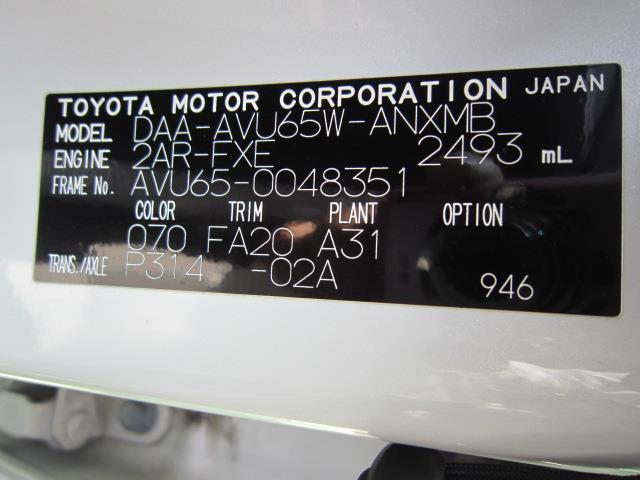 TOYOTA MOTOR CORPORATION JAPAN
MODEL DAA-AVU65W-ANXMB
ENGINE 2AR-FXE 2493 mL
FRAME No. AVU65-0048351
COLOR TRIM PLANT OPTION
070 FA20 A31
TRANS./AXLE P314 -02A 946